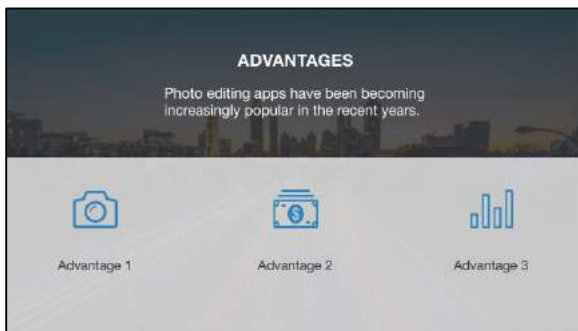 ADVANTAGES
Photo editing apps have been becoming
increasingly popular in the recent years.
$
Advantage 1
Advantage 2
Advantage 3